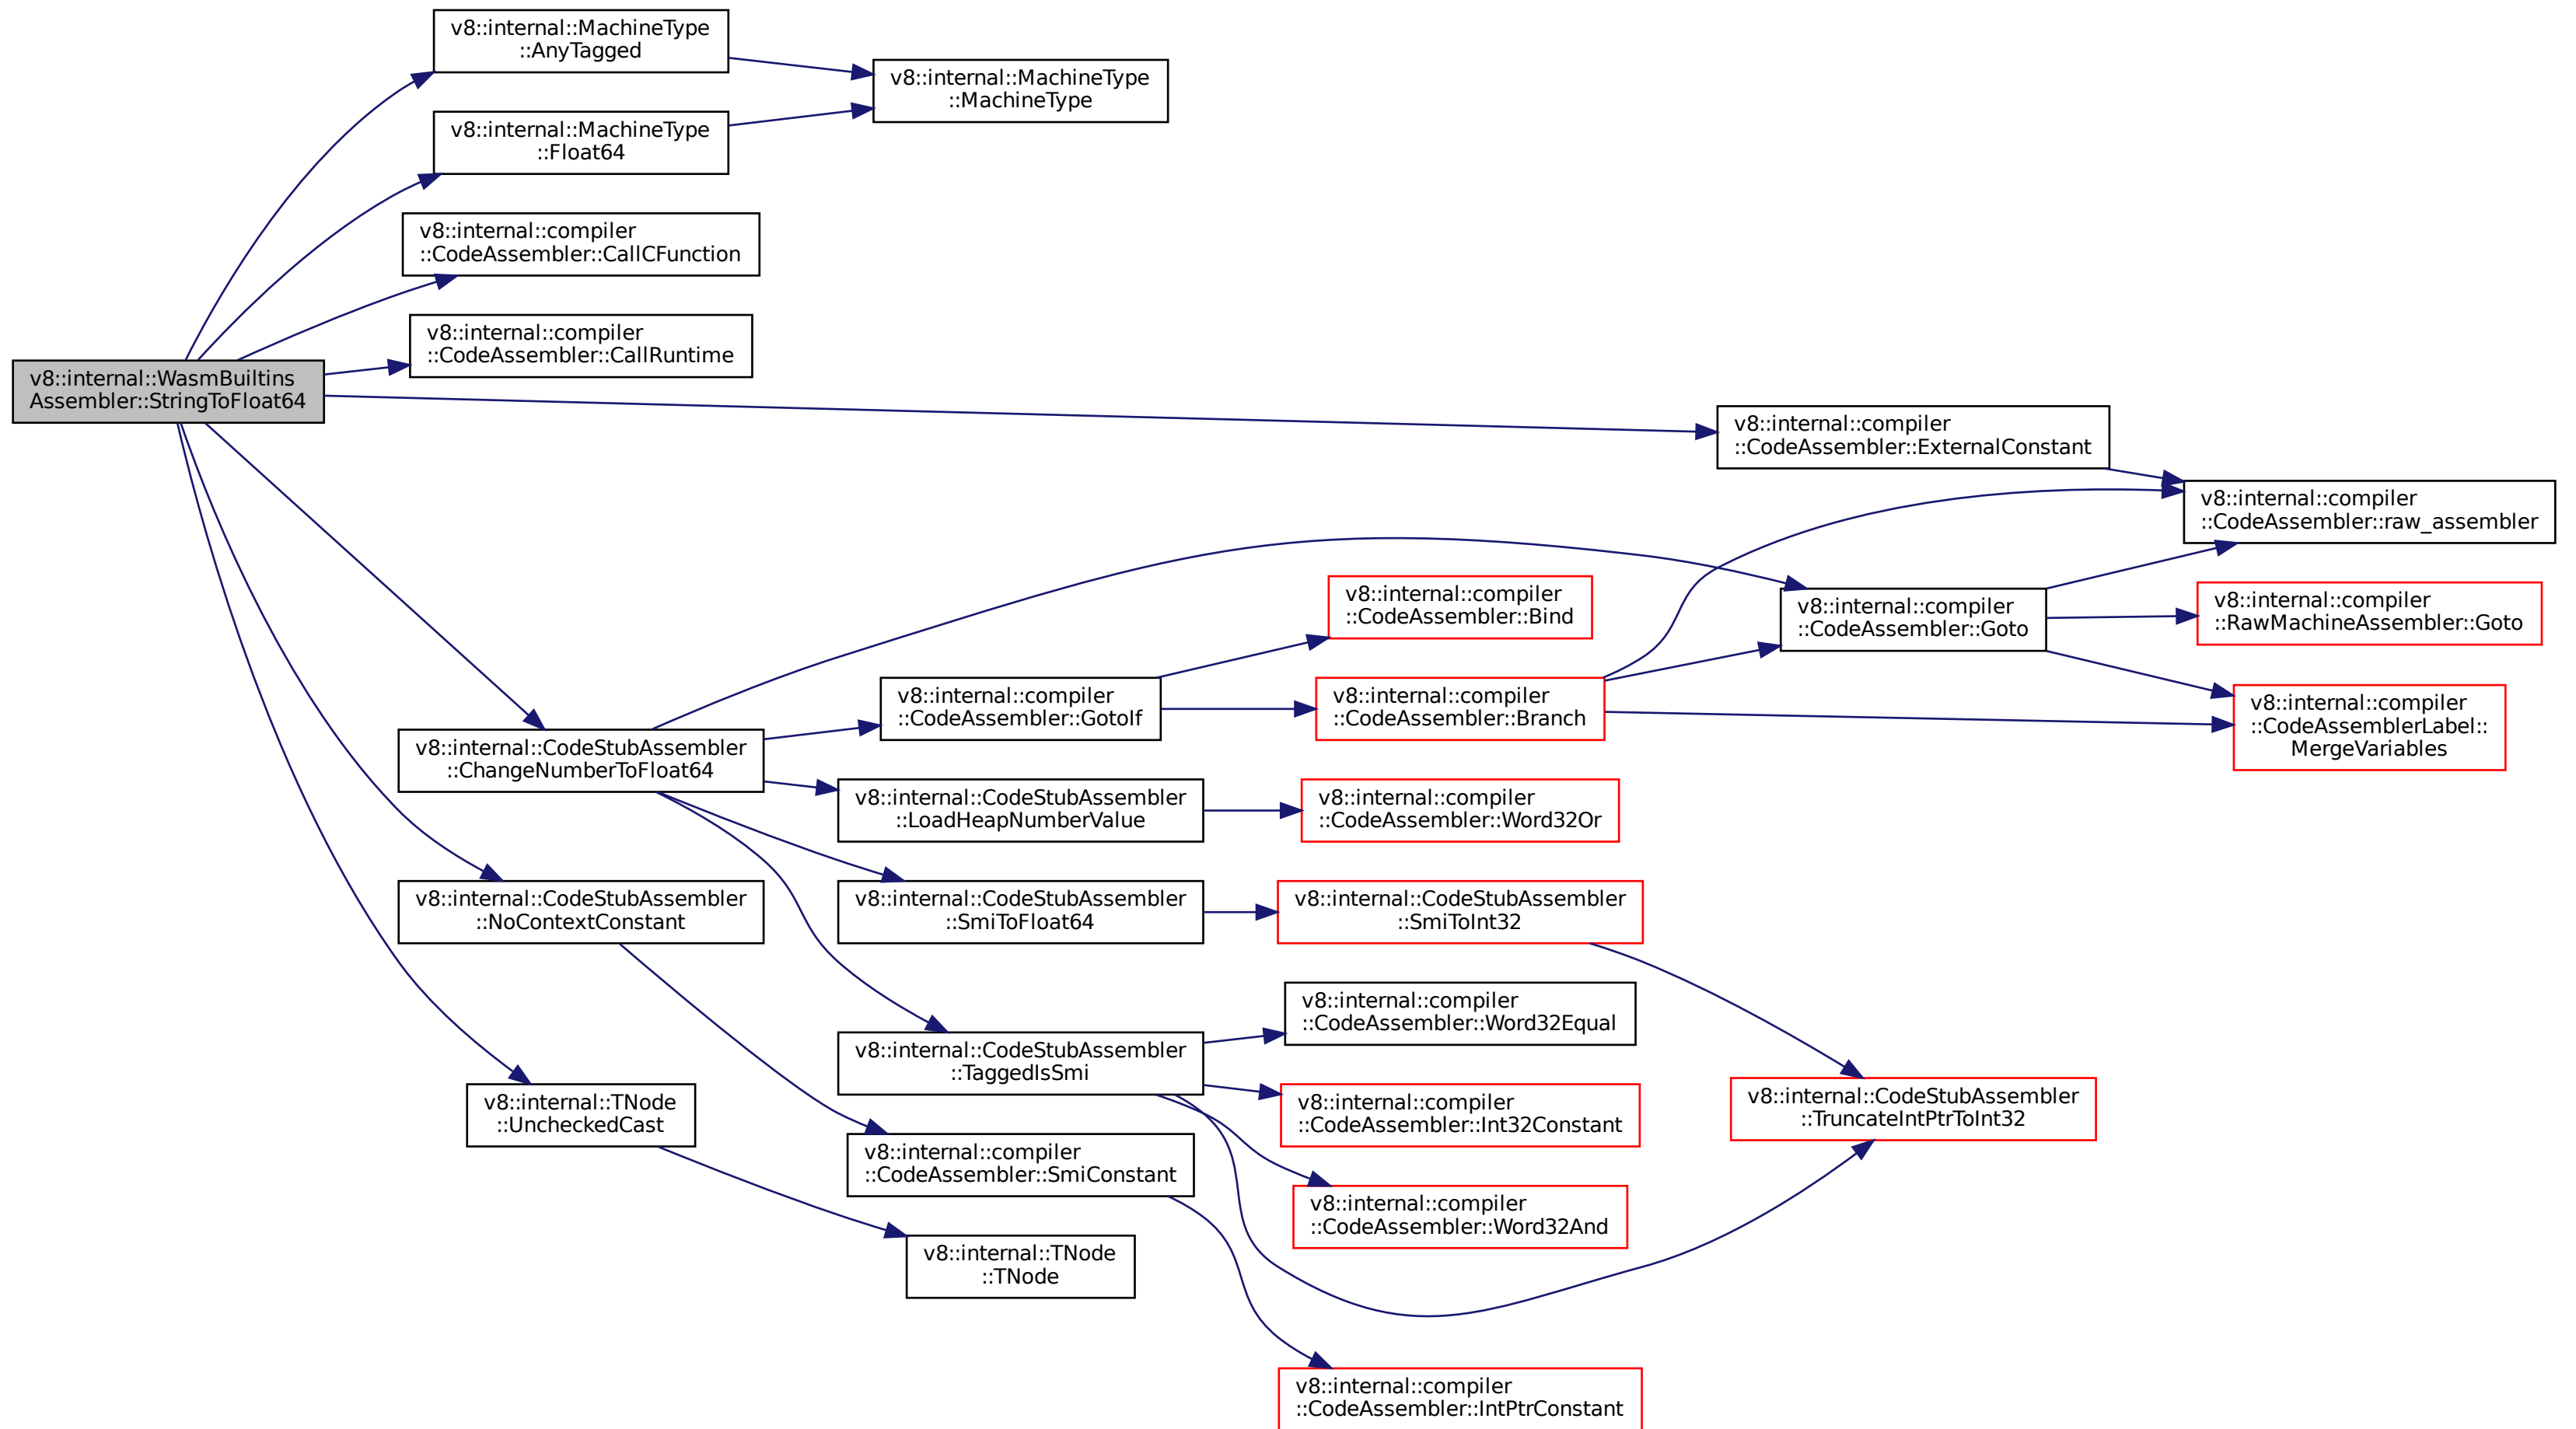 v8::internal::MachineType
::AnyTagged
v8::internal::MachineType
::MachineType
v8::internal::MachineType
::Float64
v8::internal::compiler
::CodeAssembler::CallCFunction
v8::internal::compiler
::CodeAssembler::CallRuntime
v8::internal::WasmBuiltins
Assembler::StringToFloat64
v8::internal::compiler
::CodeAssembler::ExternalConstant
v8::internal::compiler
::CodeAssembler::raw_assembler
v8::internal::compiler
::CodeAssembler::Bind
v8::internal::compiler
::CodeAssembler::Goto
v8::internal::compiler
::RawMachineAssembler::Goto
v8::internal::compiler
::CodeAssembler::GotoIf
v8::internal::compiler
::CodeAssembler::Branch
v8::internal::compiler
::CodeAssemblerLabel::
MergeVariables
v8::internal::CodeStubAssembler
::ChangeNumberToFloat64
v8::internal::CodeStubAssembler
::LoadHeapNumberValue
v8::internal::compiler
::CodeAssembler::Word32Or
v8::internal::CodeStubAssembler
::NoContextConstant
v8::internal::CodeStubAssembler
::SmiToFloat64
v8::internal::CodeStubAssembler
::SmiToInt32
v8::internal::compiler
::CodeAssembler::Word32Equal
v8::internal::CodeStubAssembler
::TaggedIsSmi
v8::internal::TNode
::UncheckedCast
v8::internal::compiler
::CodeAssembler::Int32Constant
v8::internal::CodeStubAssembler
::TruncateIntPtrToInt32
v8::internal::compiler
::CodeAssembler::SmiConstant
v8::internal::compiler
::CodeAssembler::Word32And
v8::internal::TNode
::TNode
v8::internal::compiler
::CodeAssembler::IntPtrConstant